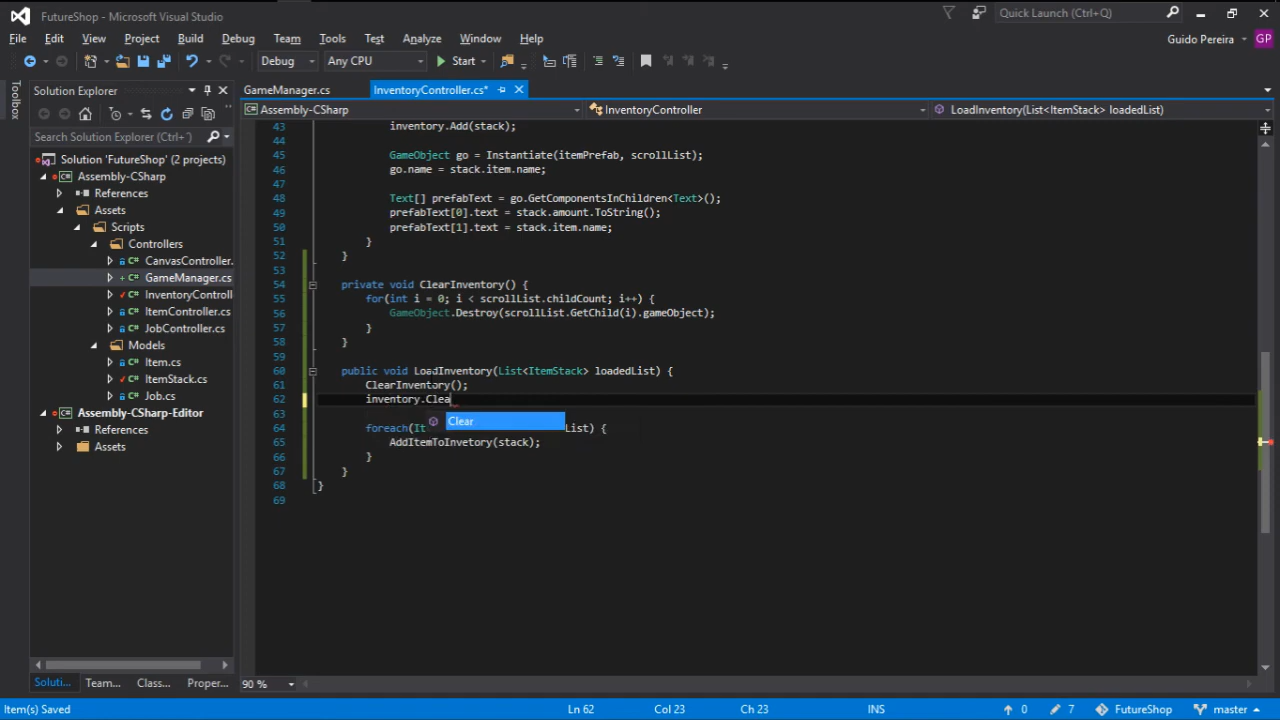 FutureShop - Microsoft Visual Studio
Quick Launch (Ctrl+Q)
File Edit View Project Build Debug Team Tools Test Analyze Window Help
Guido Pereira GP
Debug Any CPU Start
Toolbox
Solution Explorer
GameManager.cs InventoryController.cs*
Assembly-CSharp InventoryController LoadInventory(List<ItemStack> loadedList)
Search Solution Explorer (Ctrl+')
Solution 'FutureShop' (2 projects)
Assembly-CSharp
References
Assets
Scripts
Controllers
CanvasController.
GameManager.cs
InventoryControll
ItemController.cs
JobController.cs
Models
Item.cs
ItemStack.cs
Job.cs
Assembly-CSharp-Editor
References
Assets
43 inventory.Add(stack);
44
45 GameObject go = Instantiate(itemPrefab, scrollList);
46 go.name = stack.item.name;
47
48 Text[] prefabText = go.GetComponentsInChildren<Text>();
49 prefabText[0].text = stack.amount.ToString();
50 prefabText[1].text = stack.item.name;
51 }
52 }
53
54 private void ClearInventory() {
55 for(int i = 0; i < scrollList.childCount; i++) {
56 GameObject.Destroy(scrollList.GetChild(i).gameObject);
57 }
58 }
59
60 public void LoadInventory(List<ItemStack> loadedList) {
61 ClearInventory();
62 inventory.Clea
63
Clear
64 foreach(It List) {
65 AddItemToInvetory(stack);
66 }
67 }
68 }
69
Soluti... Team... Class... Proper...
90 %
Item(s) Saved Ln 62 Col 23 Ch 23 INS 0 7 FutureShop master